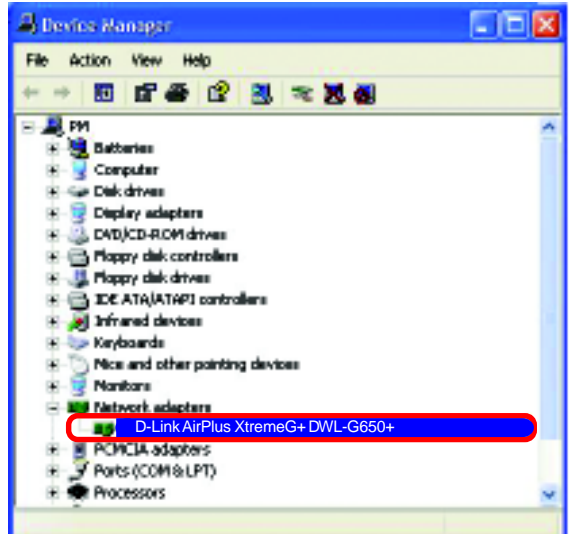 Device Manager
File Action View Help
PM
Batteries
Computer
Disk drives
Display adapters
DVD/CD-ROM drives
Floppy disk controllers
Floppy disk drives
IDE ATA/ATAPI controllers
Infrared devices
Keyboards
Mice and other pointing devices
Monitors
Network adapters
D-Link AirPlus XtremeG+ DWL-G650+
PCMCIA adapters
Ports (COM & LPT)
Processors